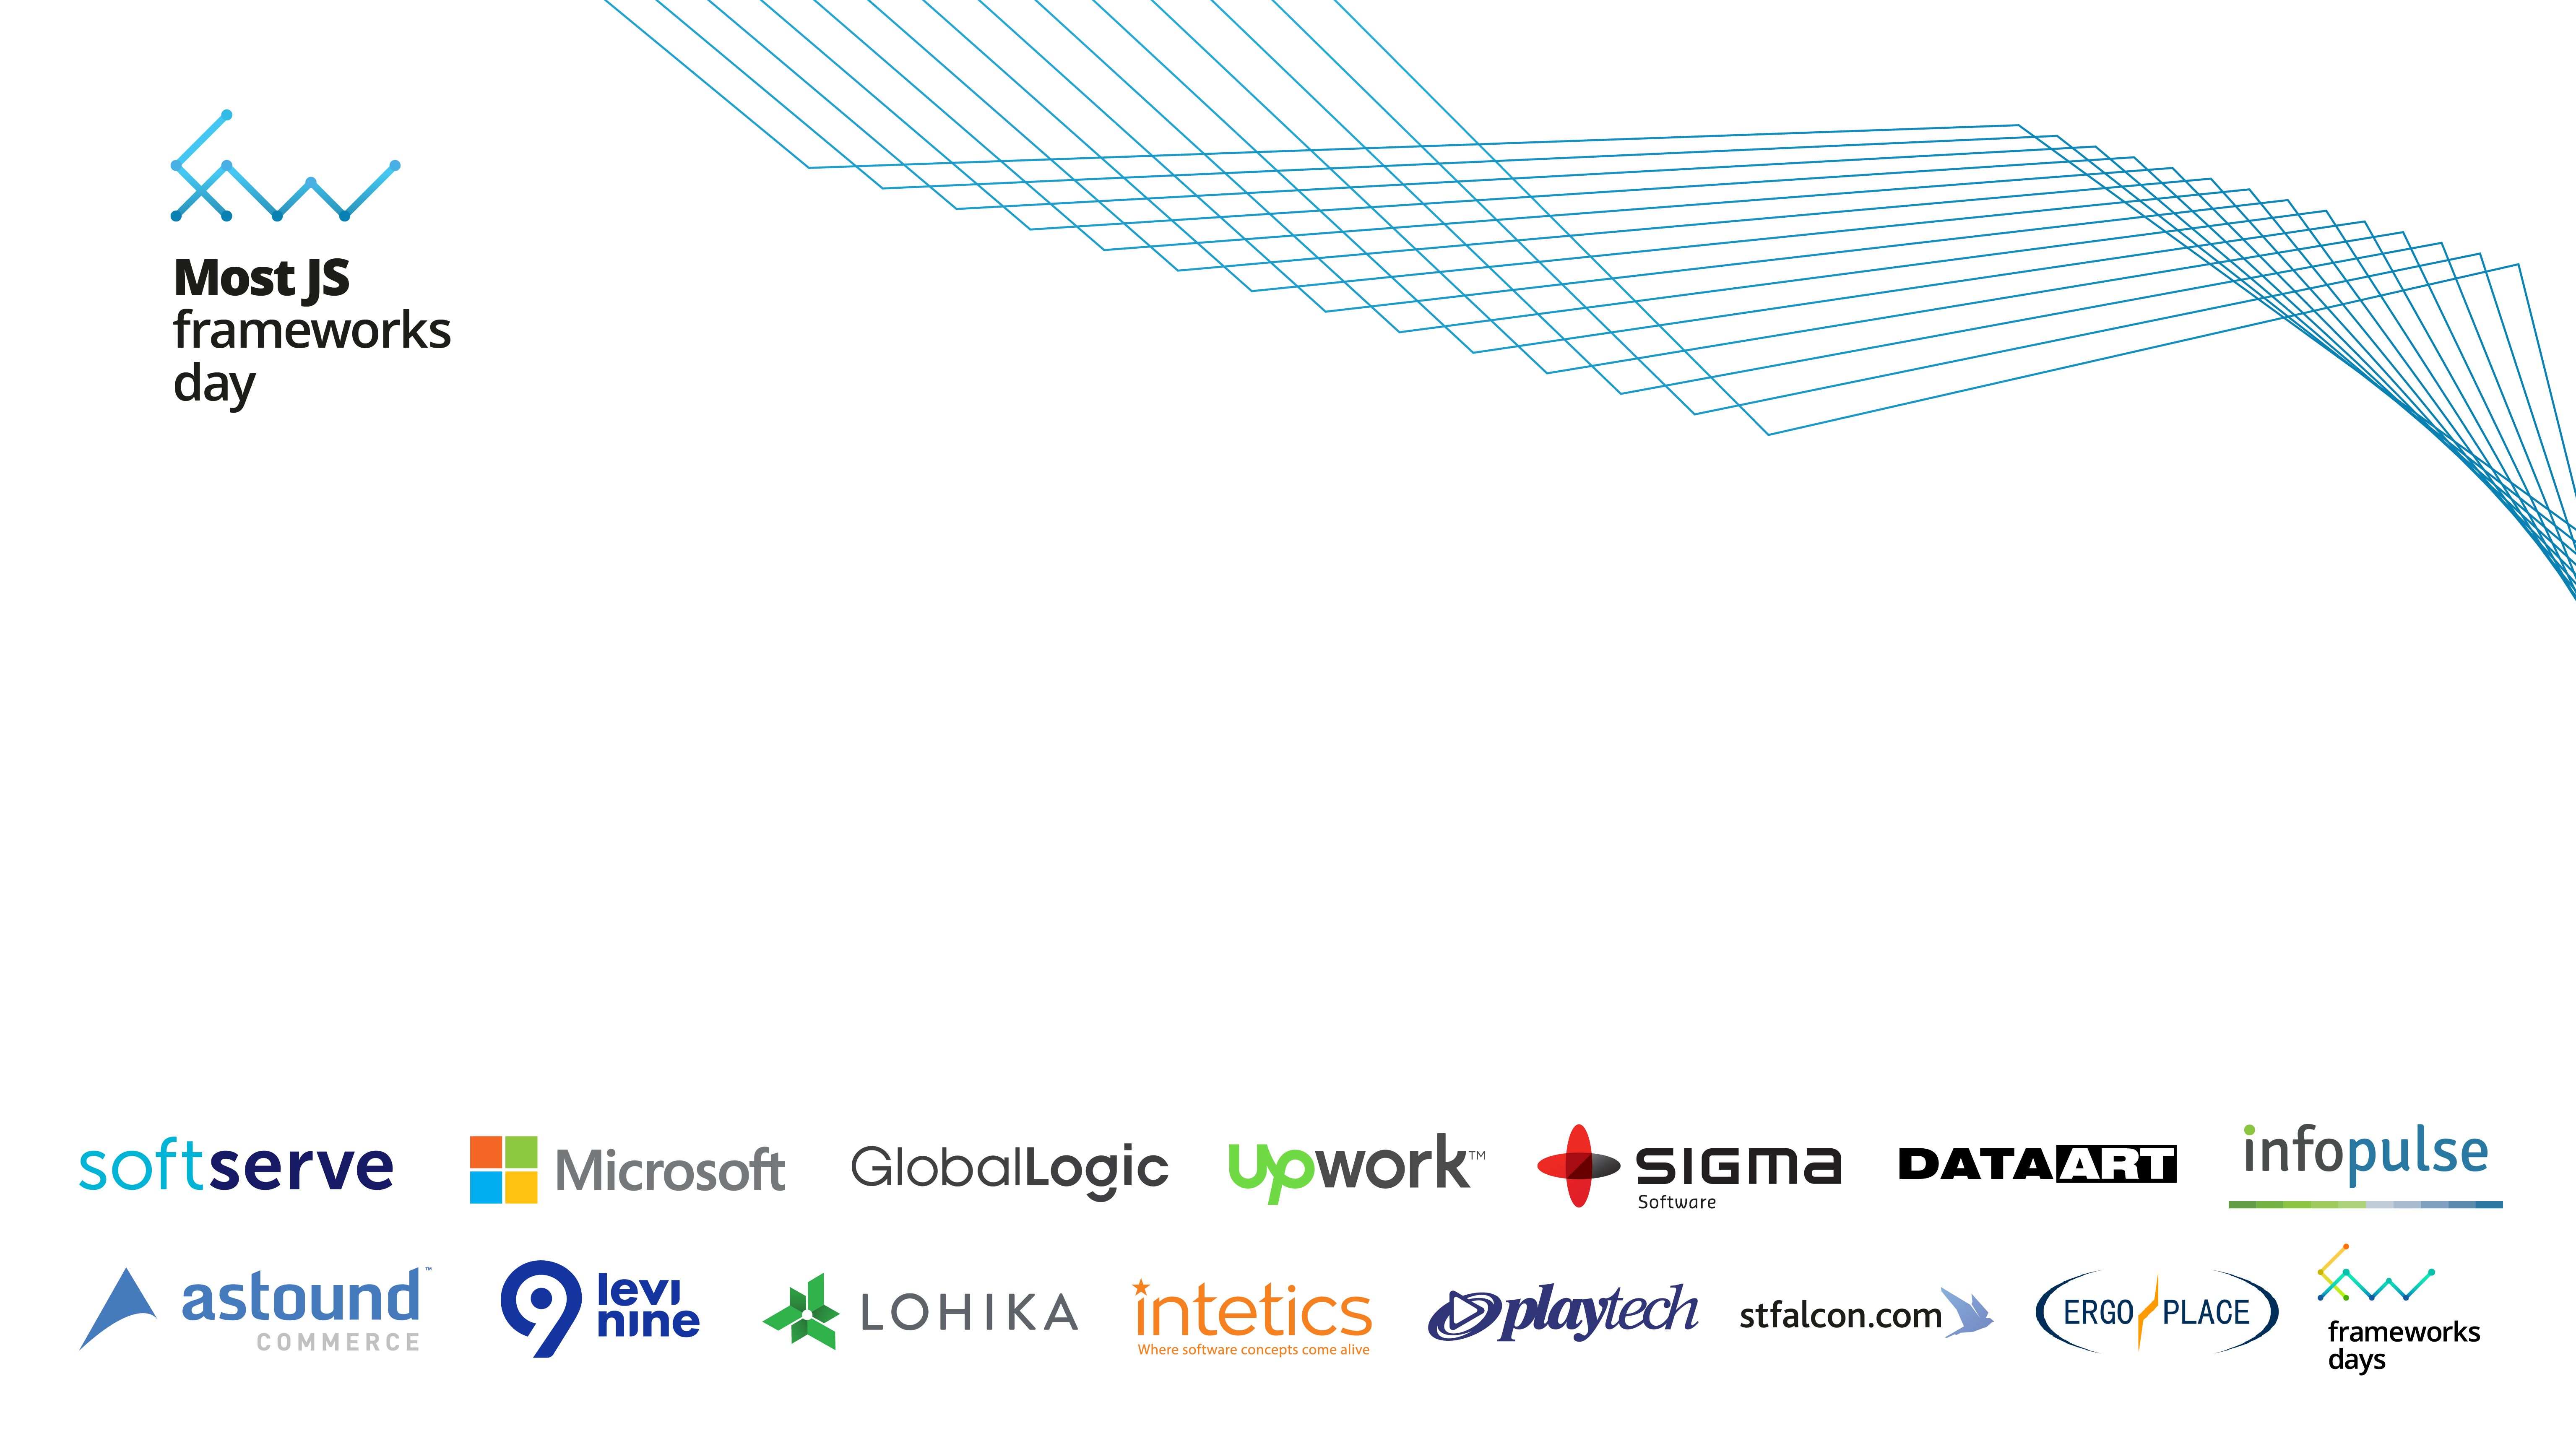 Most JS
frameworks
day
softserve
Microsoft
GlobalLogic
upwork™
SIGMA
Software
DATAART
infopulse
astound™
COMMERCE
levi
nine
LOHIKA
intetics
Where software concepts come alive
playtech
stfalcon.com
ERGO PLACE
frameworks
days